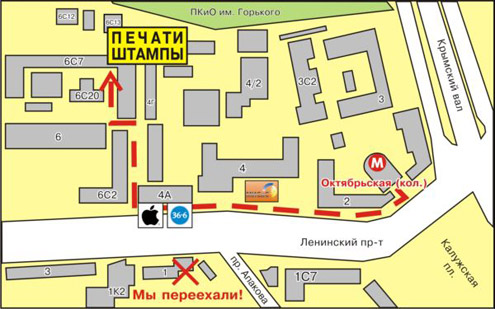 ПКиО им. Горького
6С12
6С13
ПЕЧАТИ
ШТАМПЫ
6С7
6С20
4Г
4/2
3С2
3
Крымский вал
6
6С2
4А
4
2
М
Октябрьская (кол.)
36·6
Ленинский пр-т
Калужская
пл.
3
1К2
1
Мы переехали!
пр. Апакова
1С7